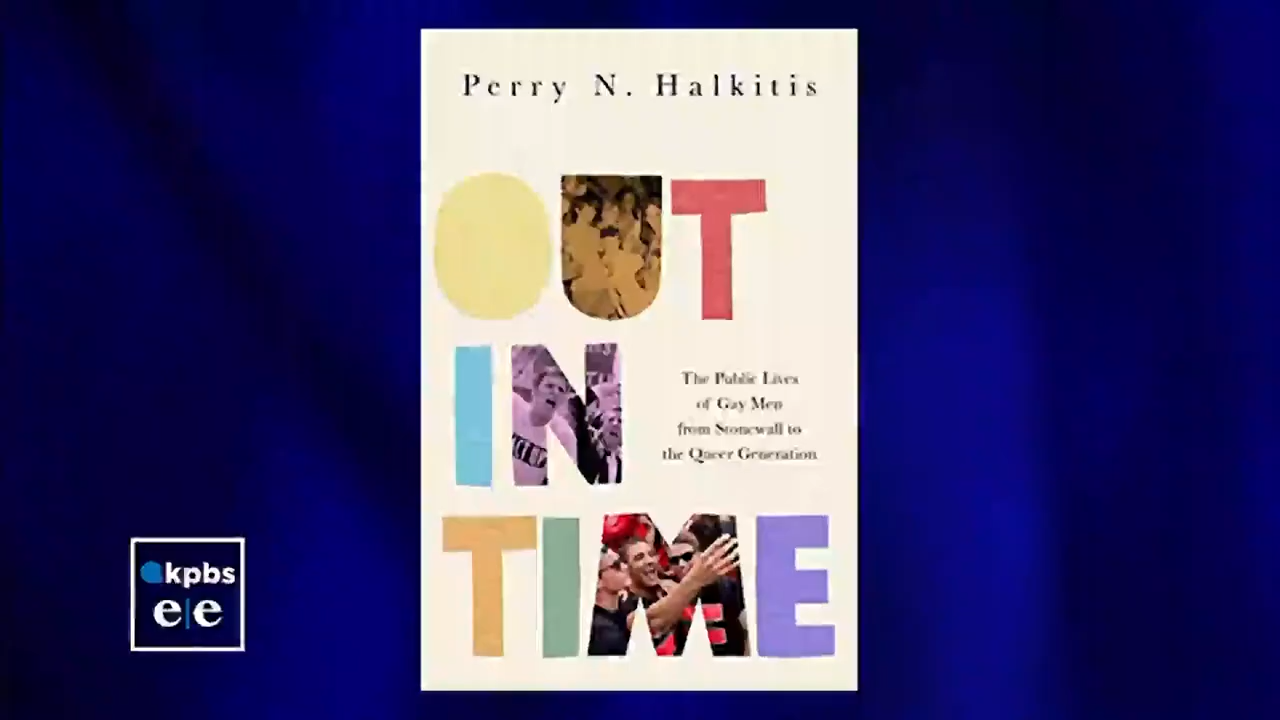 Perry N. Halkitis
OUT
IN
The Public Lives
of Gay Men
from Stonewall to
the Queer Generation
TIME
kpbs
e|e